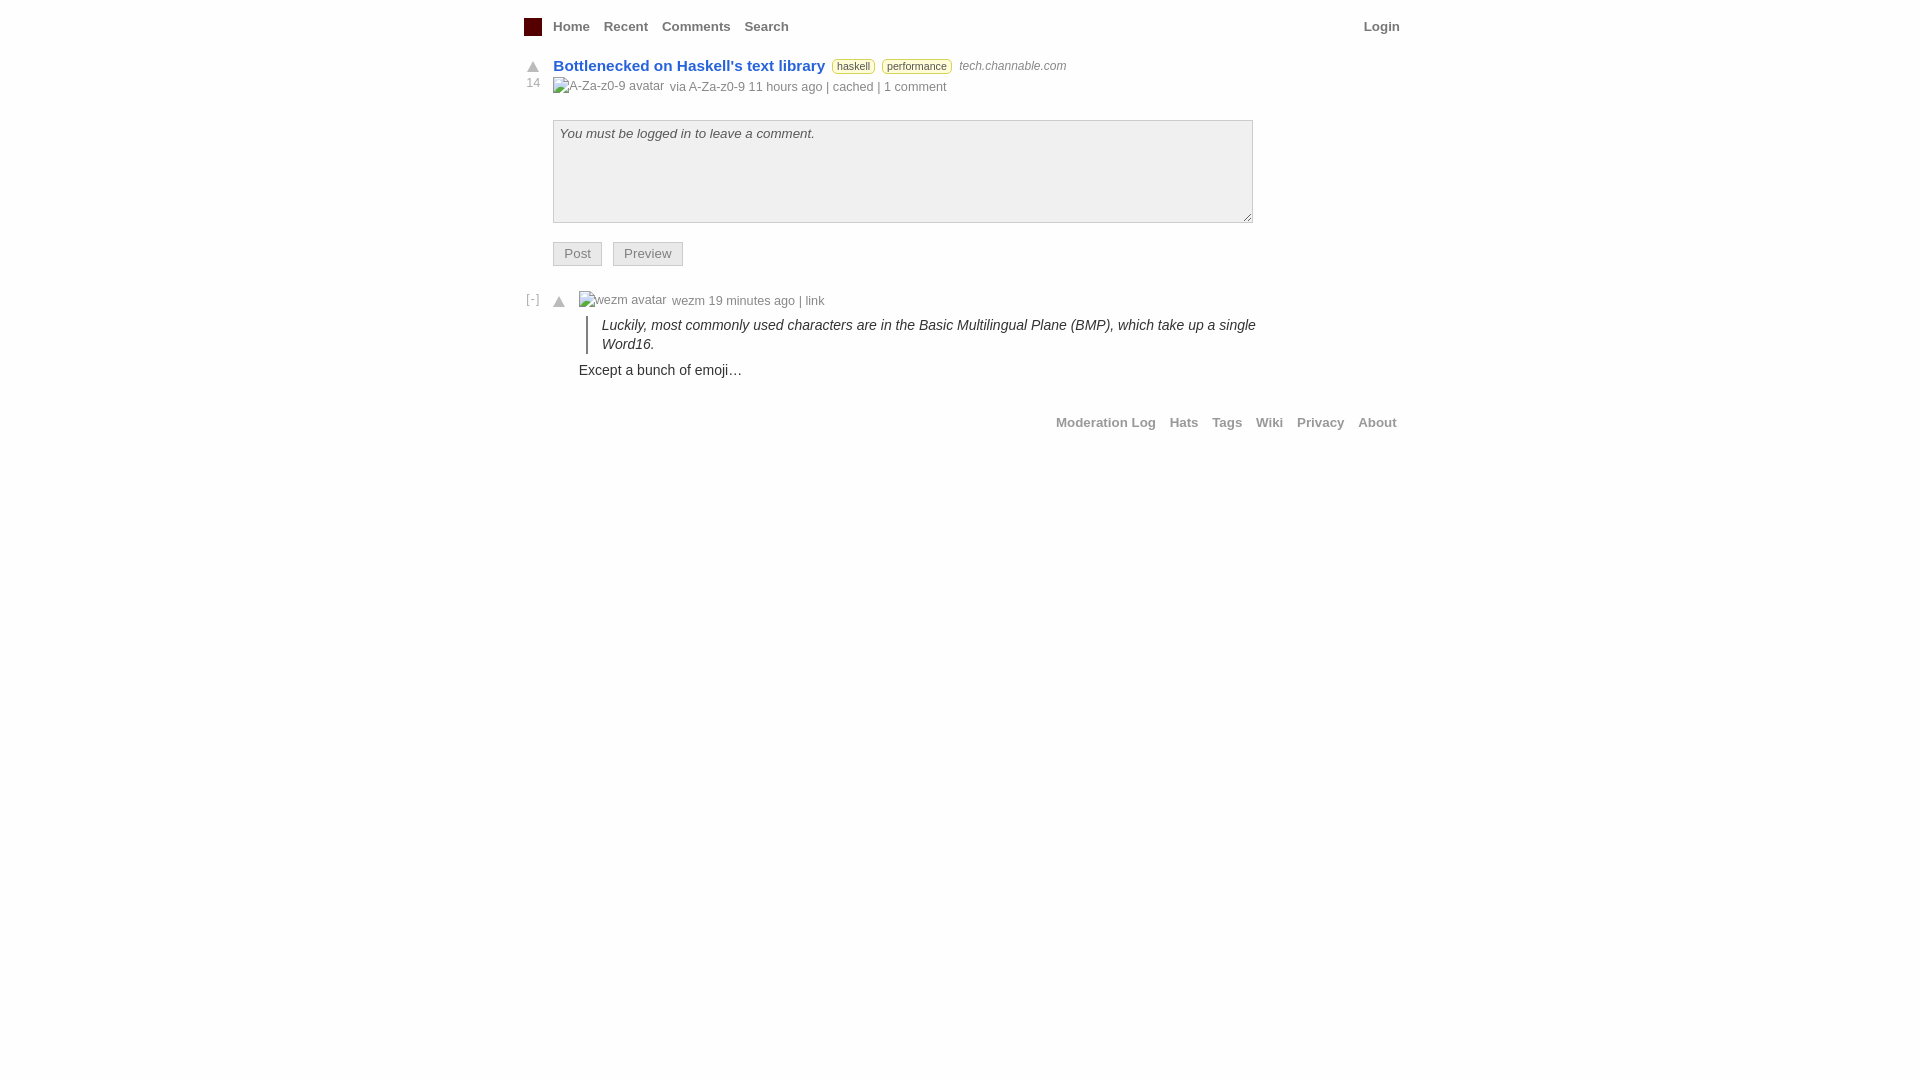 Home Recent Comments Search Login
Bottlenecked on Haskell's text library haskell performance tech.channable.com
14
A-Za-z0-9 avatar via A-Za-z0-9 11 hours ago | cached | 1 comment
You must be logged in to leave a comment.
Post Preview
[-] wezm avatar wezm 19 minutes ago | link
Luckily, most commonly used characters are in the Basic Multilingual Plane (BMP), which take up a single
Word16.
Except a bunch of emoji…
Moderation Log Hats Tags Wiki Privacy About